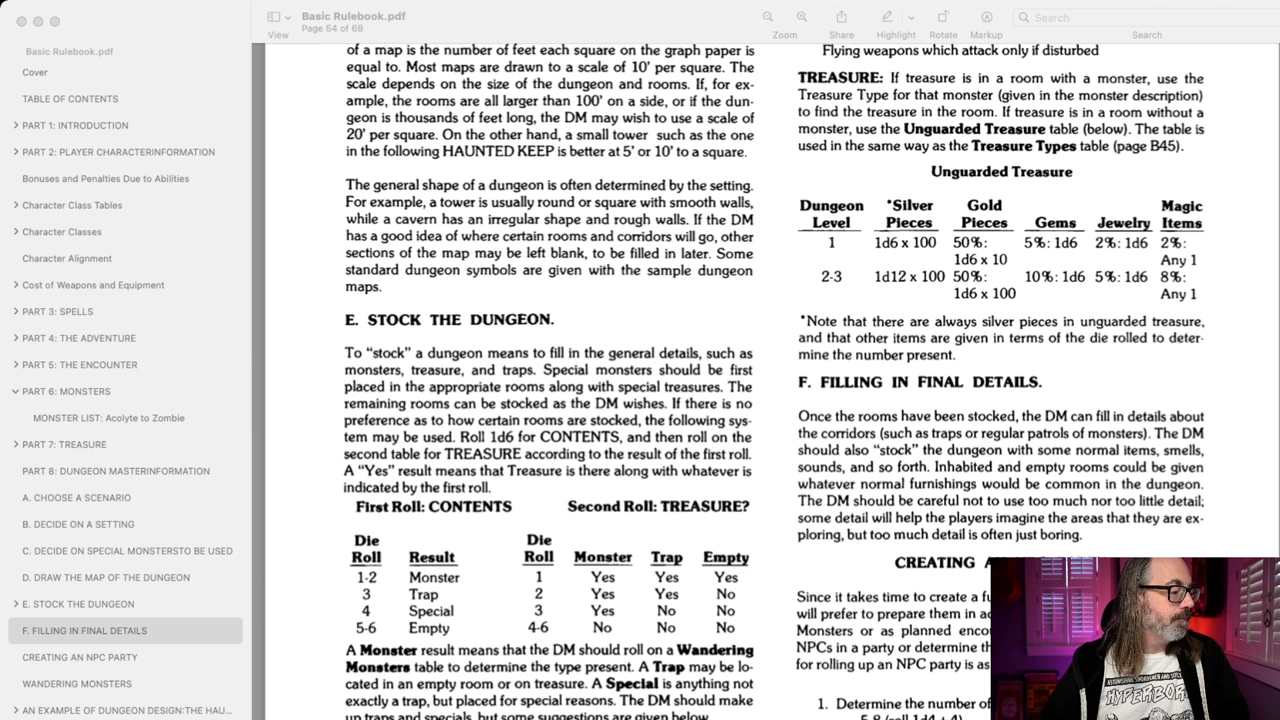 Basic Rulebook.pdf
Page 54 of 68
View
Zoom
Share
Highlight
Rotate
Markup
Search
Search
Basic Rulebook.pdf
Cover
TABLE OF CONTENTS
PART 1: INTRODUCTION
PART 2: PLAYER CHARACTERINFORMATION
Bonuses and Penalties Due to Abilities
Character Class Tables
Character Classes
Character Alignment
Cost of Weapons and Equipment
PART 3: SPELLS
PART 4: THE ADVENTURE
PART 5: THE ENCOUNTER
PART 6: MONSTERS
MONSTER LIST: Acolyte to Zombie
PART 7: TREASURE
PART 8: DUNGEON MASTERINFORMATION
A. CHOOSE A SCENARIO
B. DECIDE ON A SETTING
C. DECIDE ON SPECIAL MONSTERSTO BE USED
D. DRAW THE MAP OF THE DUNGEON
E. STOCK THE DUNGEON
F. FILLING IN FINAL DETAILS
CREATING AN NPC PARTY
WANDERING MONSTERS
AN EXAMPLE OF DUNGEON DESIGN:THE HAU...
of a map is the number of feet each square on the graph paper is
equal to. Most maps are drawn to a scale of 10' per square. The
scale depends on the size of the dungeon and rooms. If, for ex-
ample, the rooms are all larger than 100' on a side, or if the dun-
geon is thousands of feet long, the DM may wish to use a scale of
20' per square. On the other hand, a small tower such as the one
in the following HAUNTED KEEP is better at 5' or 10' to a square.
The general shape of a dungeon is often determined by the setting.
For example, a tower is usually round or square with smooth walls,
while a cavern has an irregular shape and rough walls. If the DM
has a good idea of where certain rooms and corridors will go, other
sections of the map may be left blank, to be filled in later. Some
standard dungeon symbols are given with the sample dungeon
maps.
E. STOCK THE DUNGEON.
To "stock" a dungeon means to fill in the general details, such as
monsters, treasure, and traps. Special monsters should be first
placed in the appropriate rooms along with special treasures. The
remaining rooms can be stocked as the DM wishes. If there is no
preference as to how certain rooms are stocked, the following sys-
tem may be used. Roll 1d6 for CONTENTS, and then roll on the
second table for TREASURE according to the result of the first roll.
A "Yes" result means that Treasure is there along with whatever is
indicated by the first roll.
First Roll: CONTENTS Second Roll: TREASURE?
Die Die
Roll Result Roll Monster Trap Empty
1-2 Monster 1 Yes Yes Yes
3 Trap 2 Yes Yes No
4 Special 3 Yes No No
5-6 Empty 4-6 No No No
A Monster result means that the DM should roll on a Wandering
Monsters table to determine the type present. A Trap may be lo-
cated in an empty room or on treasure. A Special is anything not
exactly a trap, but placed for special reasons. The DM should make
up traps and specials, but some suggestions are given below.
Flying weapons which attack only if disturbed
TREASURE: If treasure is in a room with a monster, use the
Treasure Type for that monster (given in the monster description)
to find the treasure in the room. If treasure is in a room without a
monster, use the Unguarded Treasure table (below). The table is
used in the same way as the Treasure Types table (page B45).
Unguarded Treasure
Dungeon *Silver Gold Magic
Level Pieces Pieces Gems Jewelry Items
1 1d6 x 100 50%: 5%: 1d6 2%: 1d6 2%:
1d6 x 10 Any 1
2-3 1d12 x 100 50%: 10%: 1d6 5%: 1d6 8%:
1d6 x 100 Any 1
*Note that there are always silver pieces in unguarded treasure,
and that other items are given in terms of the die rolled to deter-
mine the number present.
F. FILLING IN FINAL DETAILS.
Once the rooms have been stocked, the DM can fill in details about
the corridors (such as traps or regular patrols of monsters). The DM
should also "stock" the dungeon with some normal items, smells,
sounds, and so forth. Inhabited and empty rooms could be given
whatever normal furnishings would be common in the dungeon.
The DM should be careful not to use too much nor too little detail;
some detail will help the players imagine the areas that they are ex-
ploring, but too much detail is often just boring.
CREATING
Since it takes time to create a
will prefer to prepare them in
Monsters or as planned
NPCs in a party or determine
for rolling up an NPC party is as
1. Determine the number of
5-8 (roll 1d4 + 4)
HYPERBOR